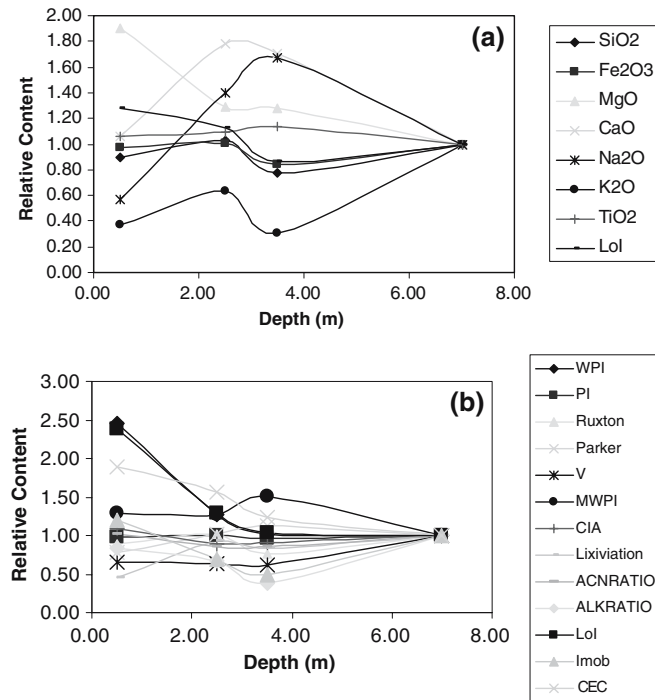 (a)
Relative Content
2.00
1.80
1.60
1.40
1.20
1.00
0.80
0.60
0.40
0.20
0.00
0.00 2.00 4.00 6.00 8.00
Depth (m)
SiO2
Fe2O3
MgO
CaO
Na2O
K2O
TiO2
LoI
(b)
Relative Content
3.00
2.50
2.00
1.50
1.00
0.50
0.00
0.00 2.00 4.00 6.00 8.00
Depth (m)
WPI
PI
Ruxton
Parker
V
MWPI
CIA
Lixiviation
ACNRATIO
ALKRATIO
LoI
Imob
CEC